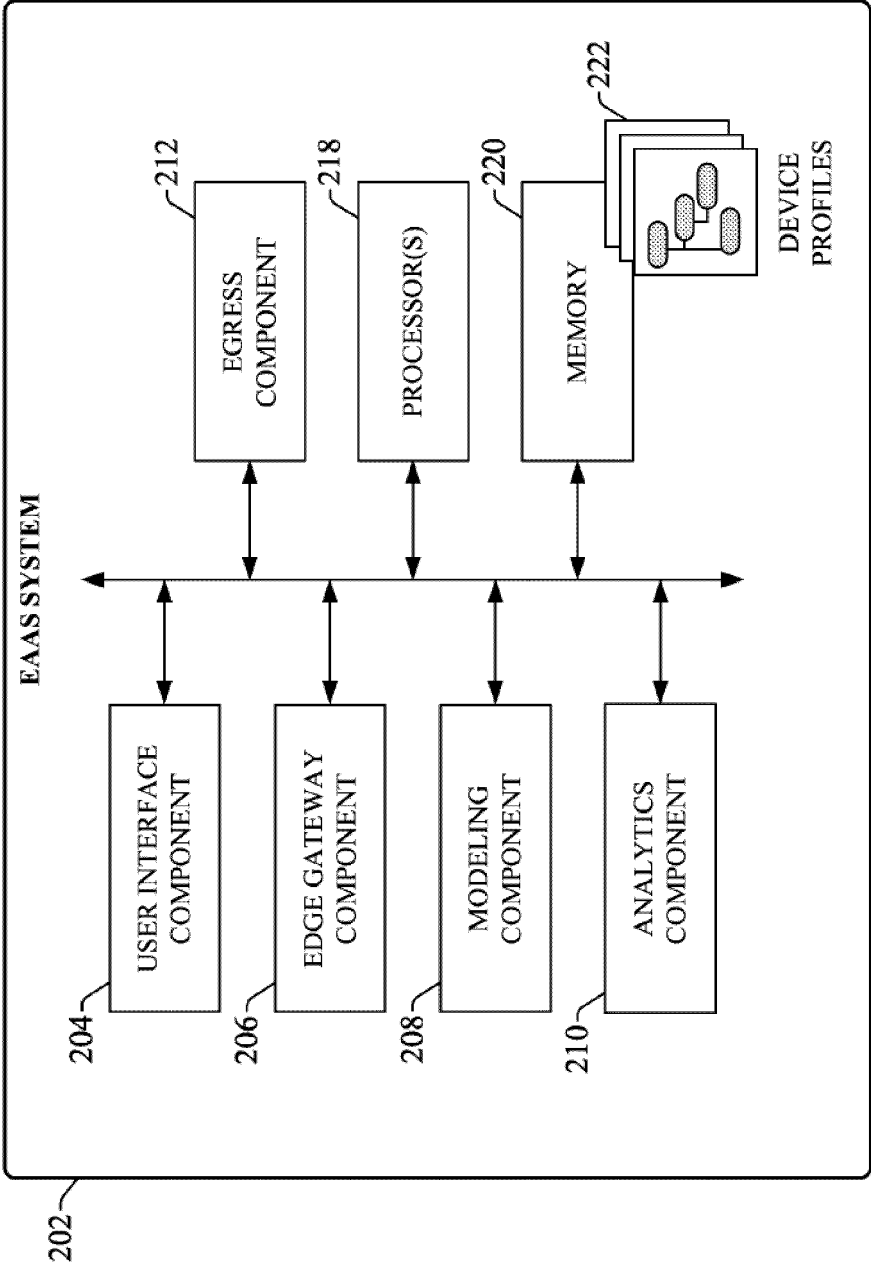 EAAS SYSTEM
202
204
USER INTERFACE
COMPONENT
206
EDGE GATEWAY
COMPONENT
208
MODELING
COMPONENT
210
ANALYTICS
COMPONENT
212
EGRESS
COMPONENT
218
PROCESSOR(S)
220
MEMORY
222
DEVICE
PROFILES